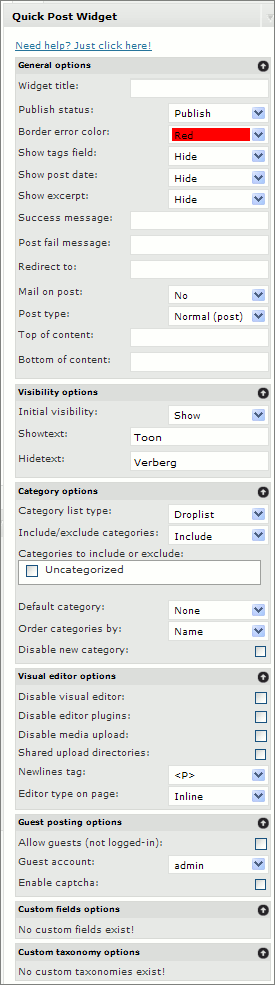 Quick Post Widget
Need help? Just click here!
General options
Widget title:
Publish status: Publish
Border error color: Red
Show tags field: Hide
Show post date: Hide
Show excerpt: Hide
Success message:
Post fail message:
Redirect to:
Mail on post: No
Post type: Normal (post)
Top of content:
Bottom of content:
Visibility options
Initial visibility: Show
Showtext: Toon
Hidetext: Verberg
Category options
Category list type: Droplist
Include/exclude categories: Include
Categories to include or exclude:
Uncategorized
Default category: None
Order categories by: Name
Disable new category:
Visual editor options
Disable visual editor:
Disable editor plugins:
Disable media upload:
Shared upload directories:
Newlines tag: <P>
Editor type on page: Inline
Guest posting options
Allow guests (not logged-in):
Guest account: admin
Enable captcha:
Custom fields options
No custom fields exist!
Custom taxonomy options
No custom taxonomies exist!